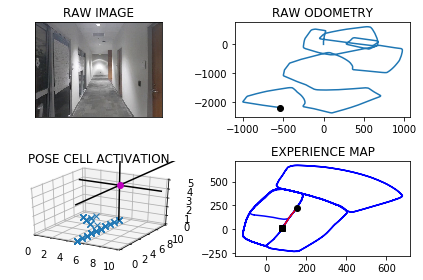 RAW IMAGE
RAW ODOMETRY
0
−1000
−2000
−1000 −500 0 500 1000
POSE CELL ACTIVATION
5
4
3
2
1
0
0 2 4 6 8 10
0 2 4 6 8 10
EXPERIENCE MAP
500
250
0
−250
0 200 400 600